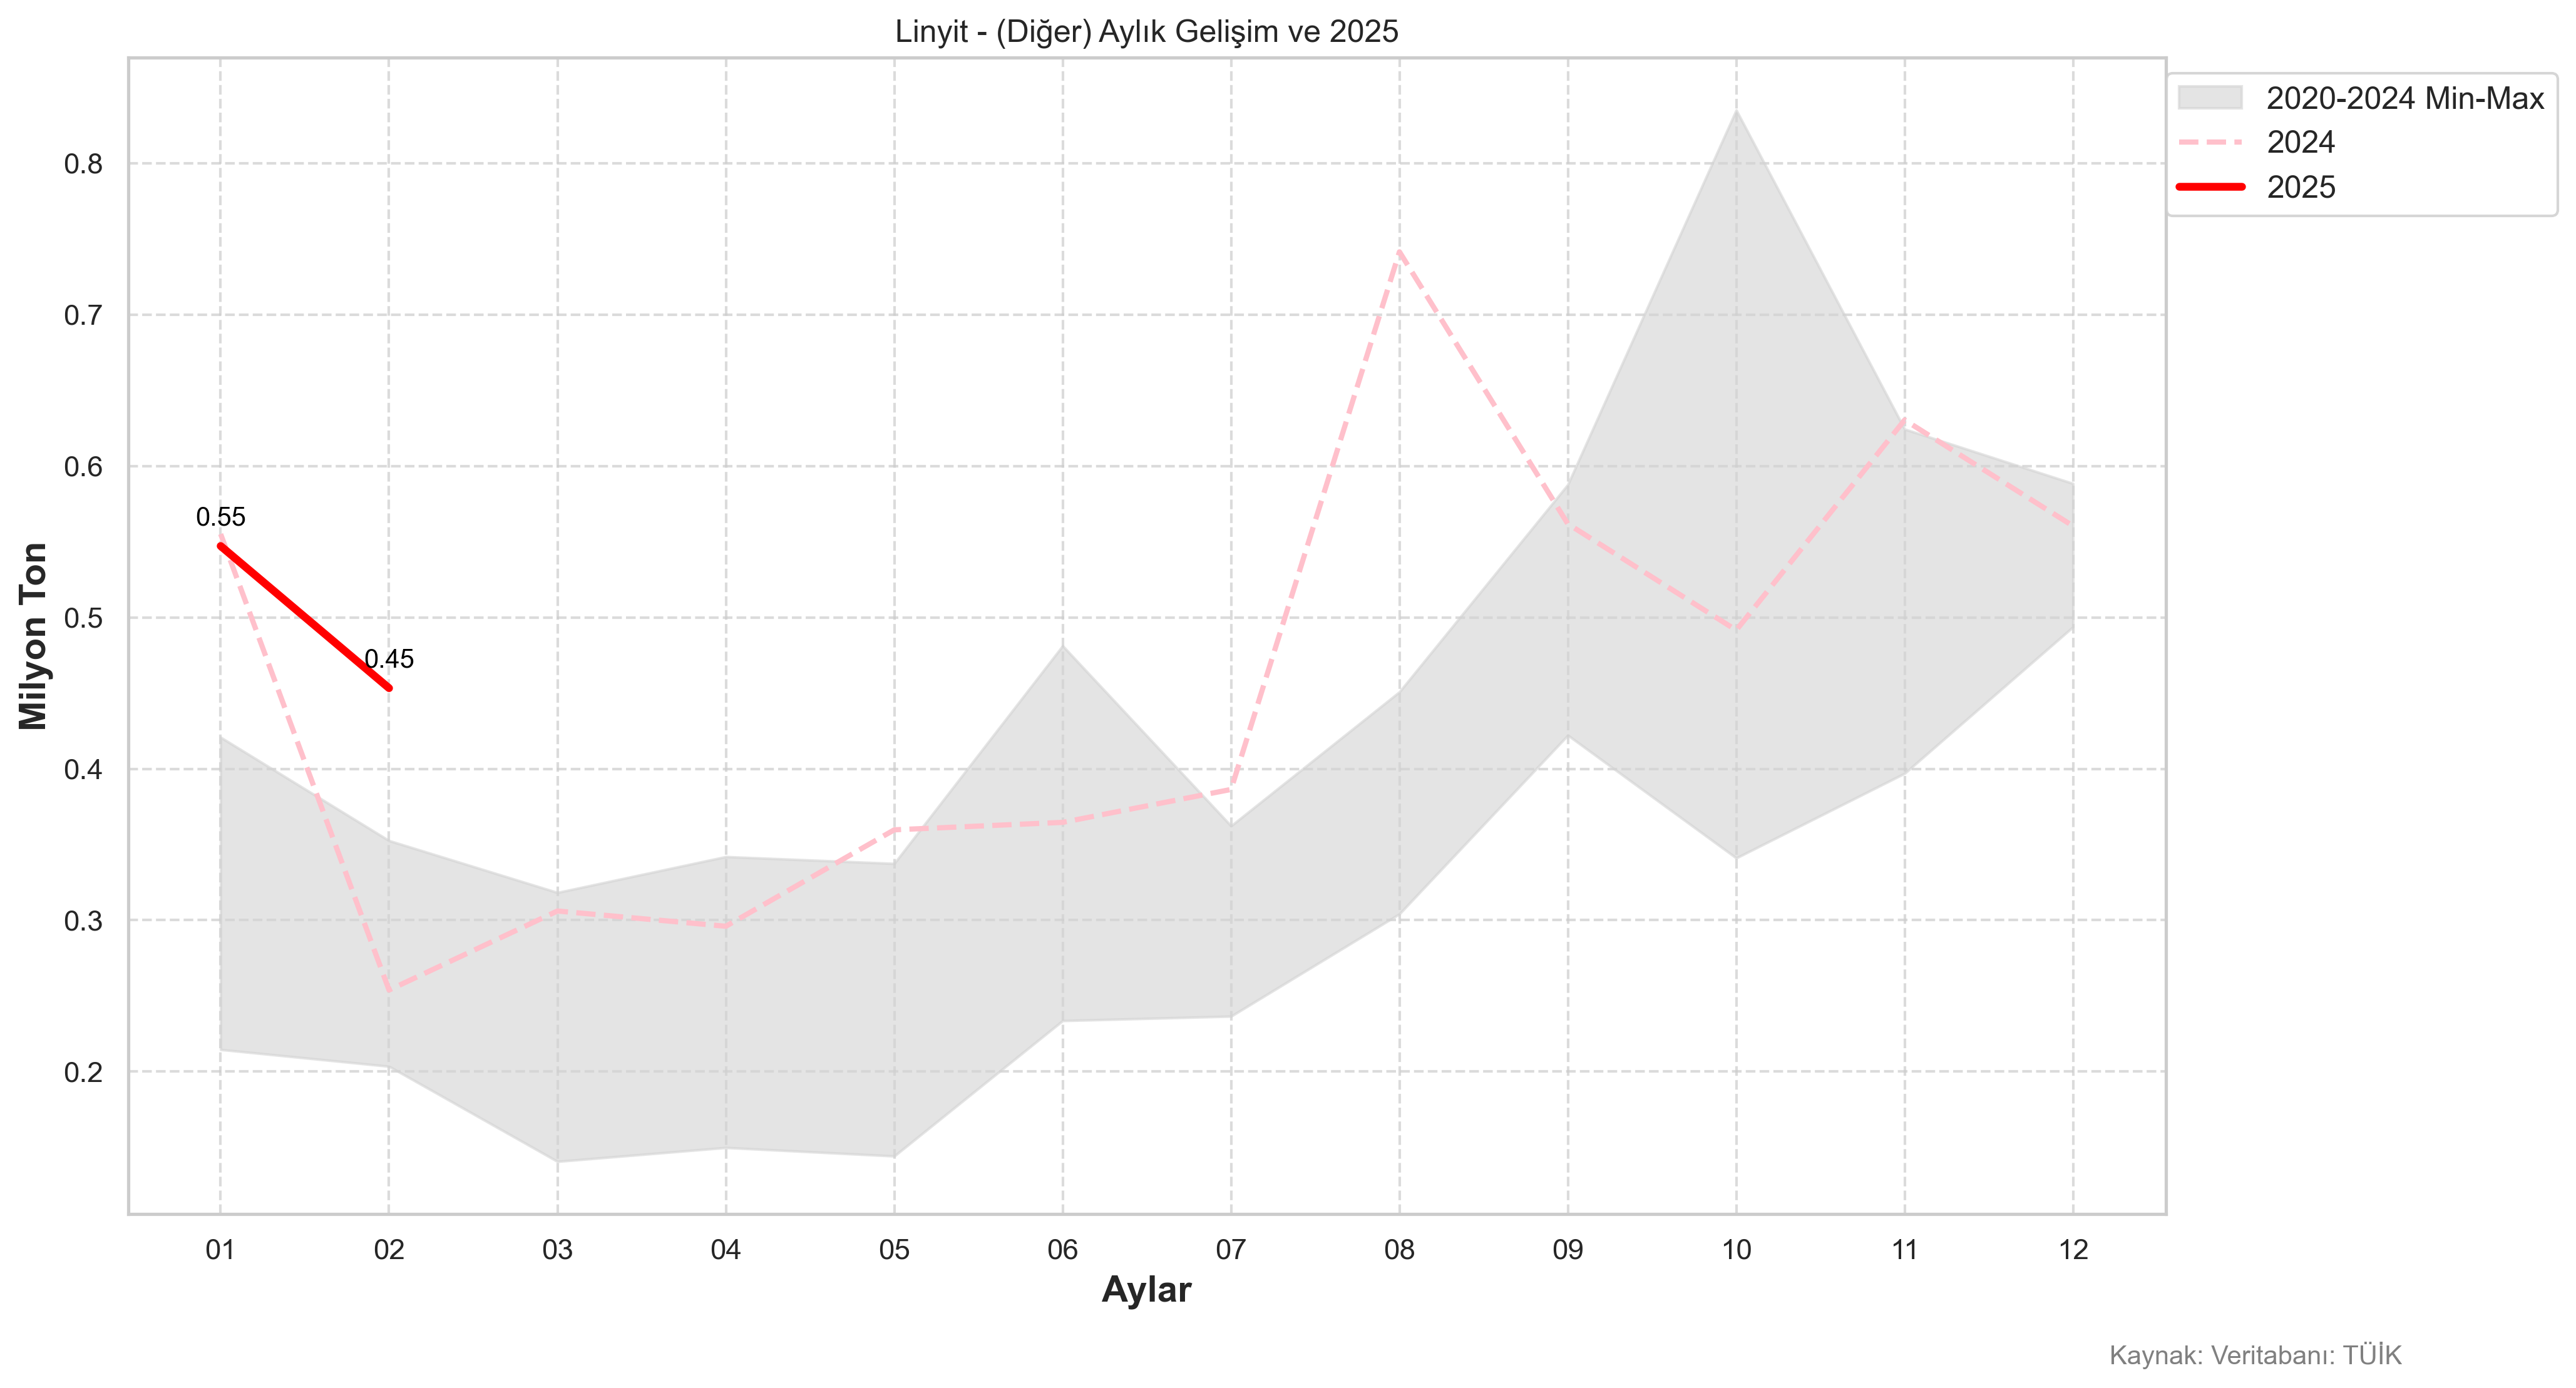 Linyit - (Diğer) Aylık Gelişim ve 2025
2020-2024 Min-Max
2024
2025
Milyon Ton
0.8
0.7
0.6
0.5
0.4
0.3
0.2
0.55
0.45
01 02 03 04 05 06 07 08 09 10 11 12
Aylar
Kaynak: Veritabanı: TÜİK